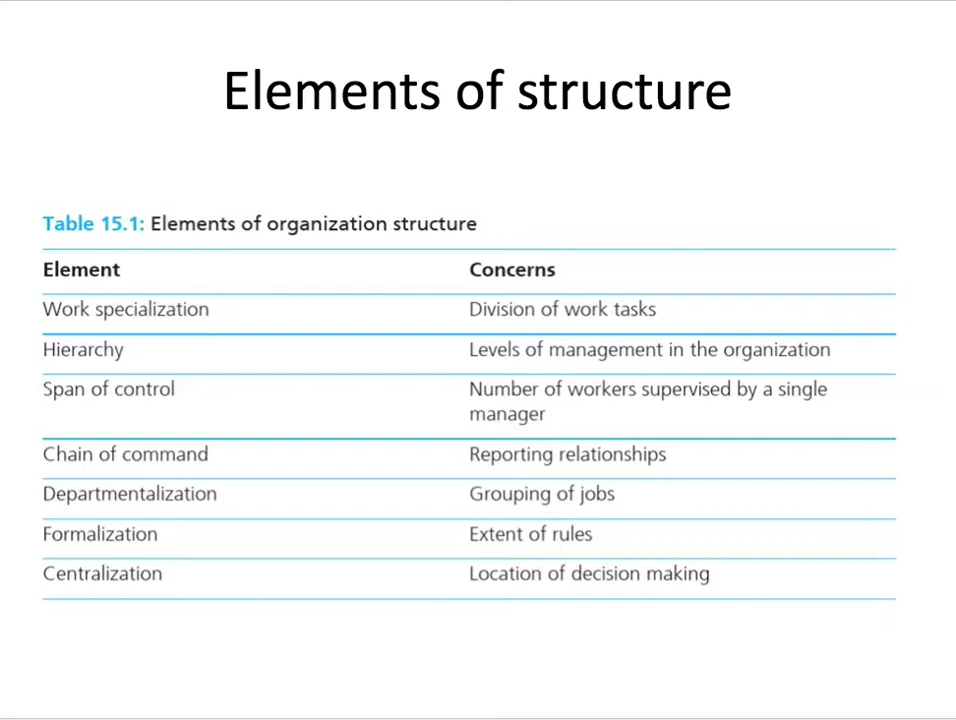 Elements of structure
Table 15.1: Elements of organization structure
Element Concerns
Work specialization Division of work tasks
Hierarchy Levels of management in the organization
Span of control Number of workers supervised by a single
manager
Chain of command Reporting relationships
Departmentalization Grouping of jobs
Formalization Extent of rules
Centralization Location of decision making